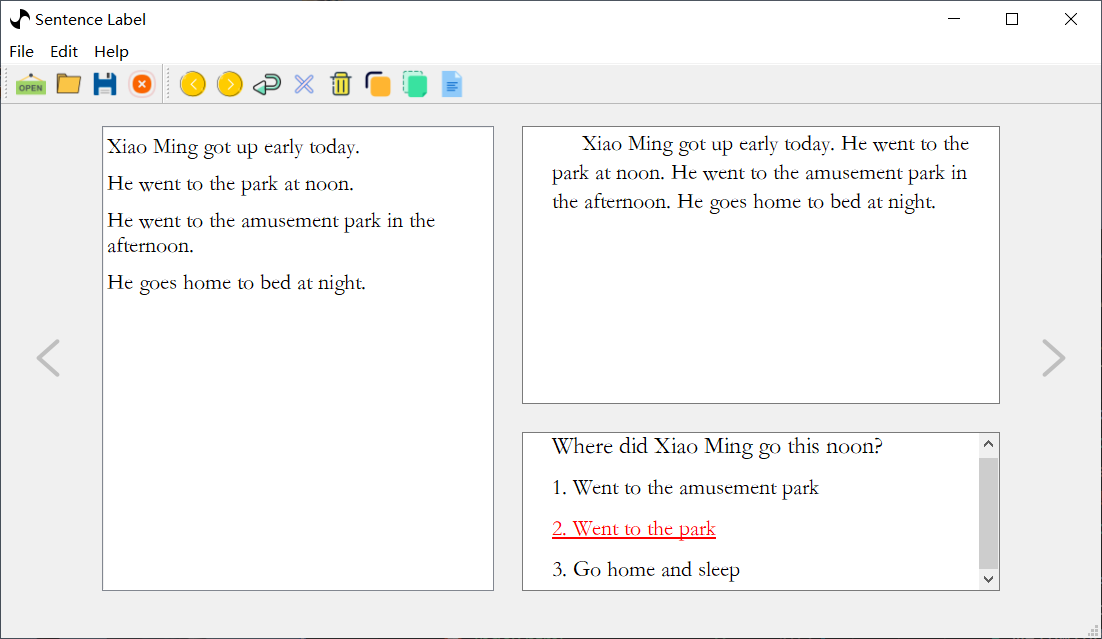 Sentence Label
File Edit Help
OPEN
Xiao Ming got up early today.
He went to the park at noon.
He went to the amusement park in the
afternoon.
He goes home to bed at night.
Xiao Ming got up early today. He went to the
park at noon. He went to the amusement park in
the afternoon. He goes home to bed at night.
Where did Xiao Ming go this noon?
1. Went to the amusement park
2. Went to the park
3. Go home and sleep